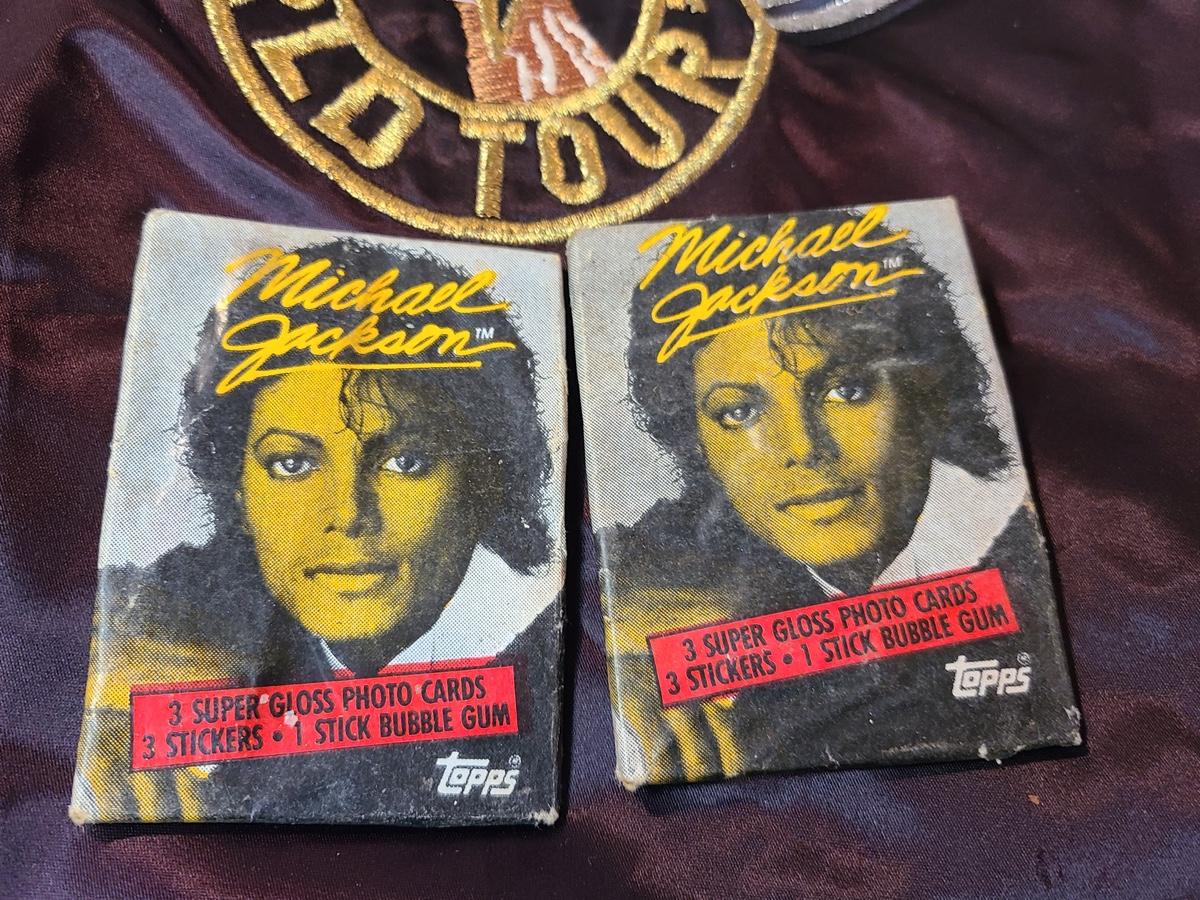 LD TOUR
Michael
Jackson™
3 SUPER GLOSS PHOTO CARDS
3 STICKERS • 1 STICK BUBBLE GUM
topps®
Michael
Jackson™
3 SUPER GLOSS PHOTO CARDS
3 STICKERS • 1 STICK BUBBLE GUM
topps®